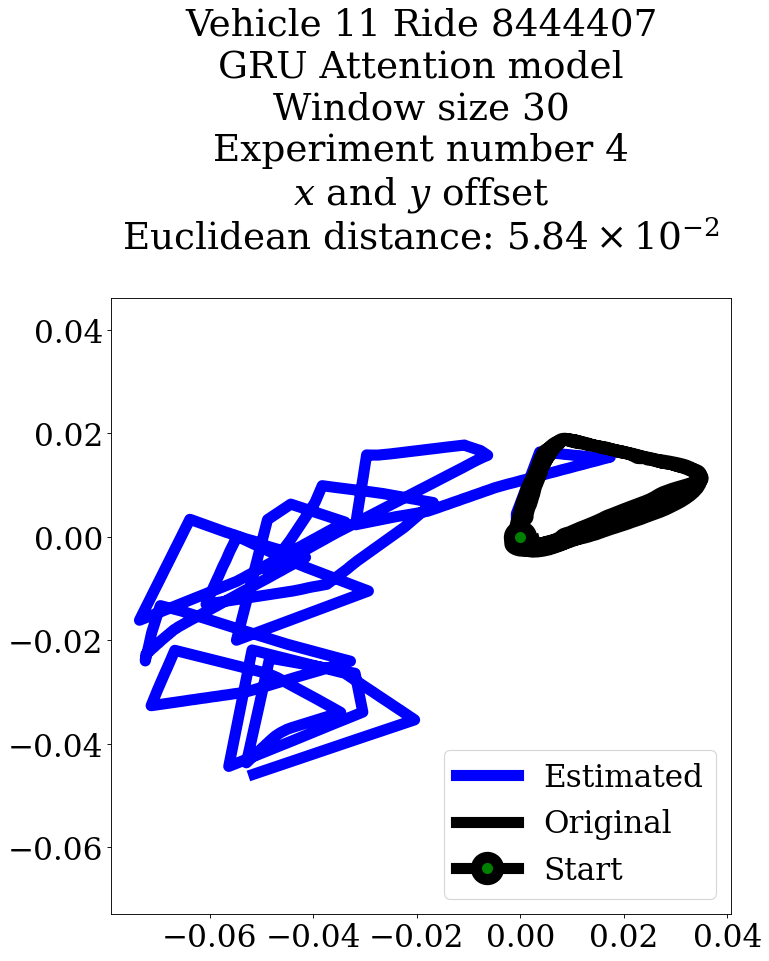 Vehicle 11 Ride 8444407
GRU Attention model
Window size 30
Experiment number 4
x and y offset
Euclidean distance: 5.84 × 10⁻²
0.04
0.02
0.00
−0.02
−0.04
−0.06
Estimated
Original
Start
−0.06 −0.04 −0.02 0.00 0.02 0.04